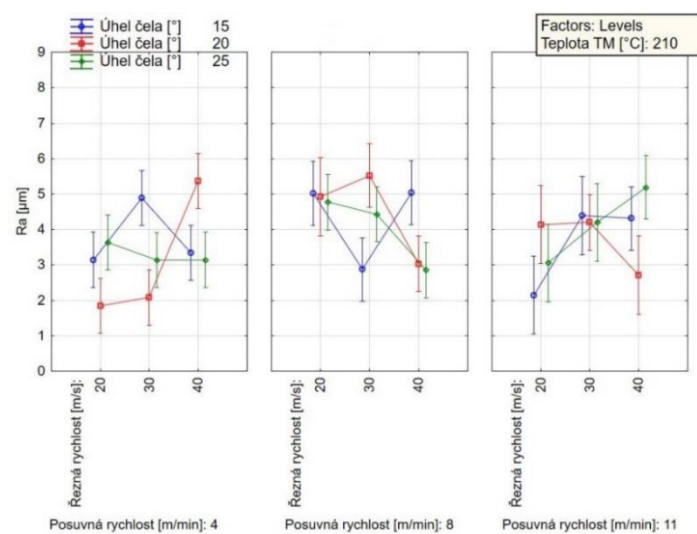 Úhel čela [°] 15
Úhel čela [°] 20
Úhel čela [°] 25
Factors: Levels
Teplota TM [°C]: 210
Ra [µm]
9
8
7
6
5
4
3
2
1
0
Řezná rychlost [m/s]: 20 30 40
Řezná rychlost [m/s]: 20 30 40
Řezná rychlost [m/s]: 20 30 40
Posuvná rychlost [m/min]: 4
Posuvná rychlost [m/min]: 8
Posuvná rychlost [m/min]: 11